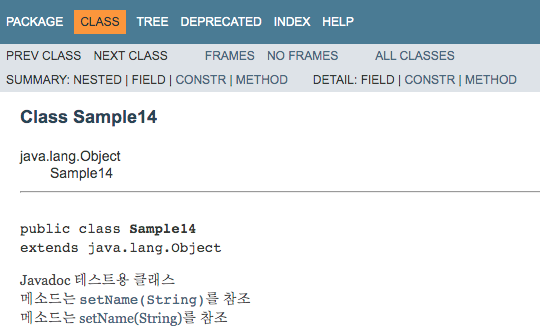 PACKAGE CLASS TREE DEPRECATED INDEX HELP
PREV CLASS NEXT CLASS FRAMES NO FRAMES ALL CLASSES
SUMMARY: NESTED | FIELD | CONSTR | METHOD DETAIL: FIELD | CONSTR | METHOD
Class Sample14
java.lang.Object
Sample14
public class Sample14
extends java.lang.Object
Javadoc 테스트용 클래스
메소드는 setName(String)를 참조
메소드는 setName(String)를 참조